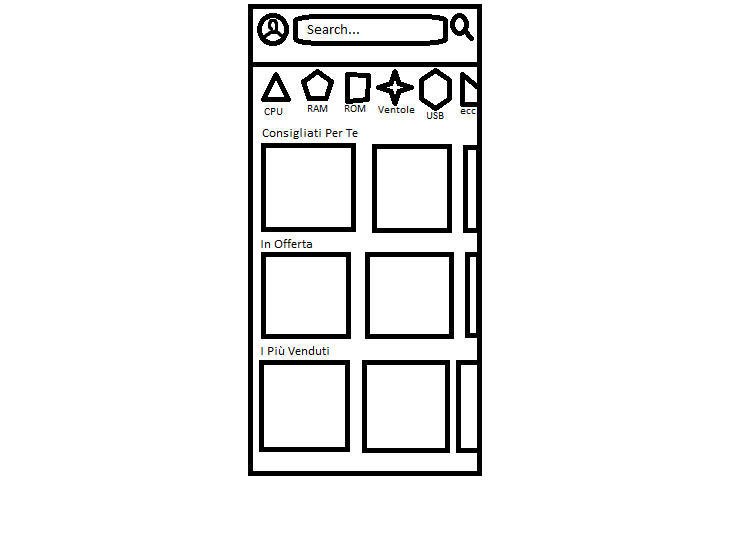 Search...
CPU
RAM
ROM
Ventole
USB
ecc
Consigliati Per Te
In Offerta
I Più Venduti